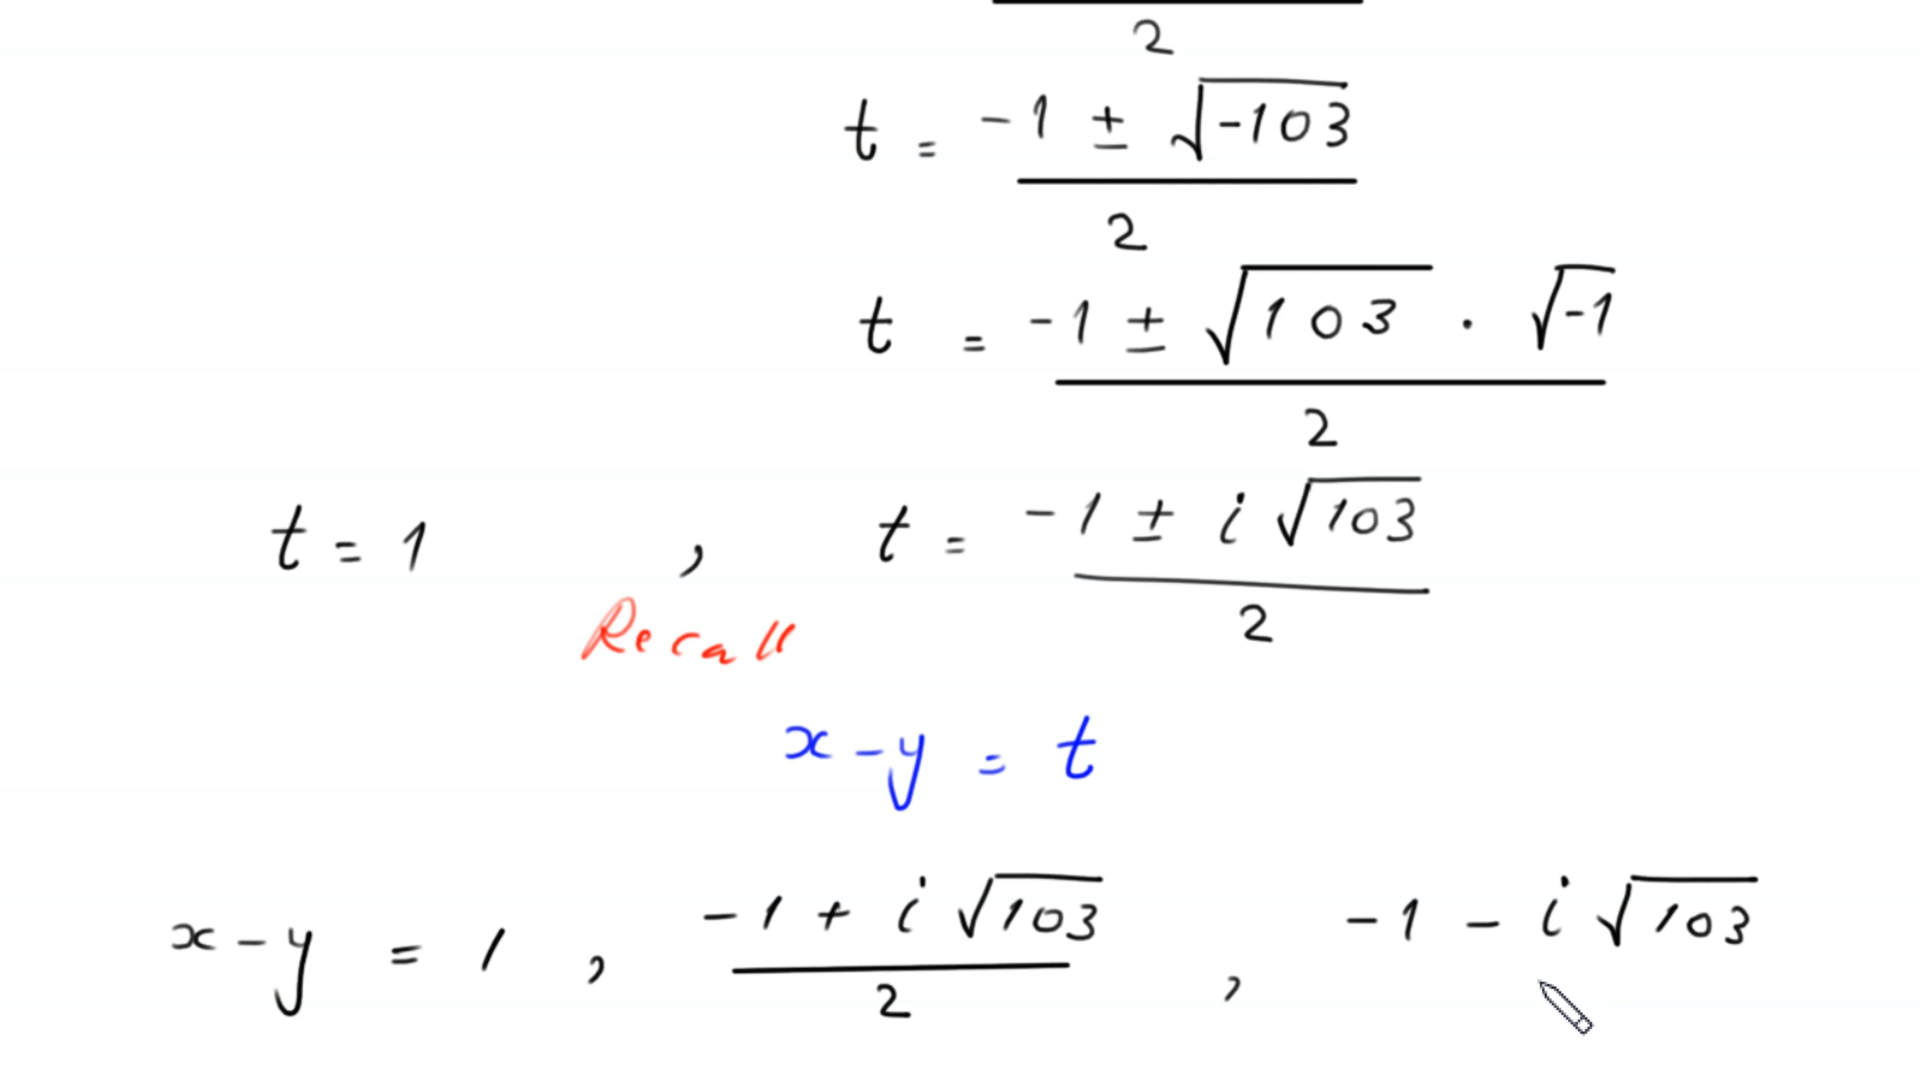 2
t = -1 ± √-103
2
t = -1 ± √103 · √-1
2
t = 1 , t = -1 ± i √103
2
Recall
x - y = t
x - y = 1 , -1 + i √103 , -1 - i √103
2